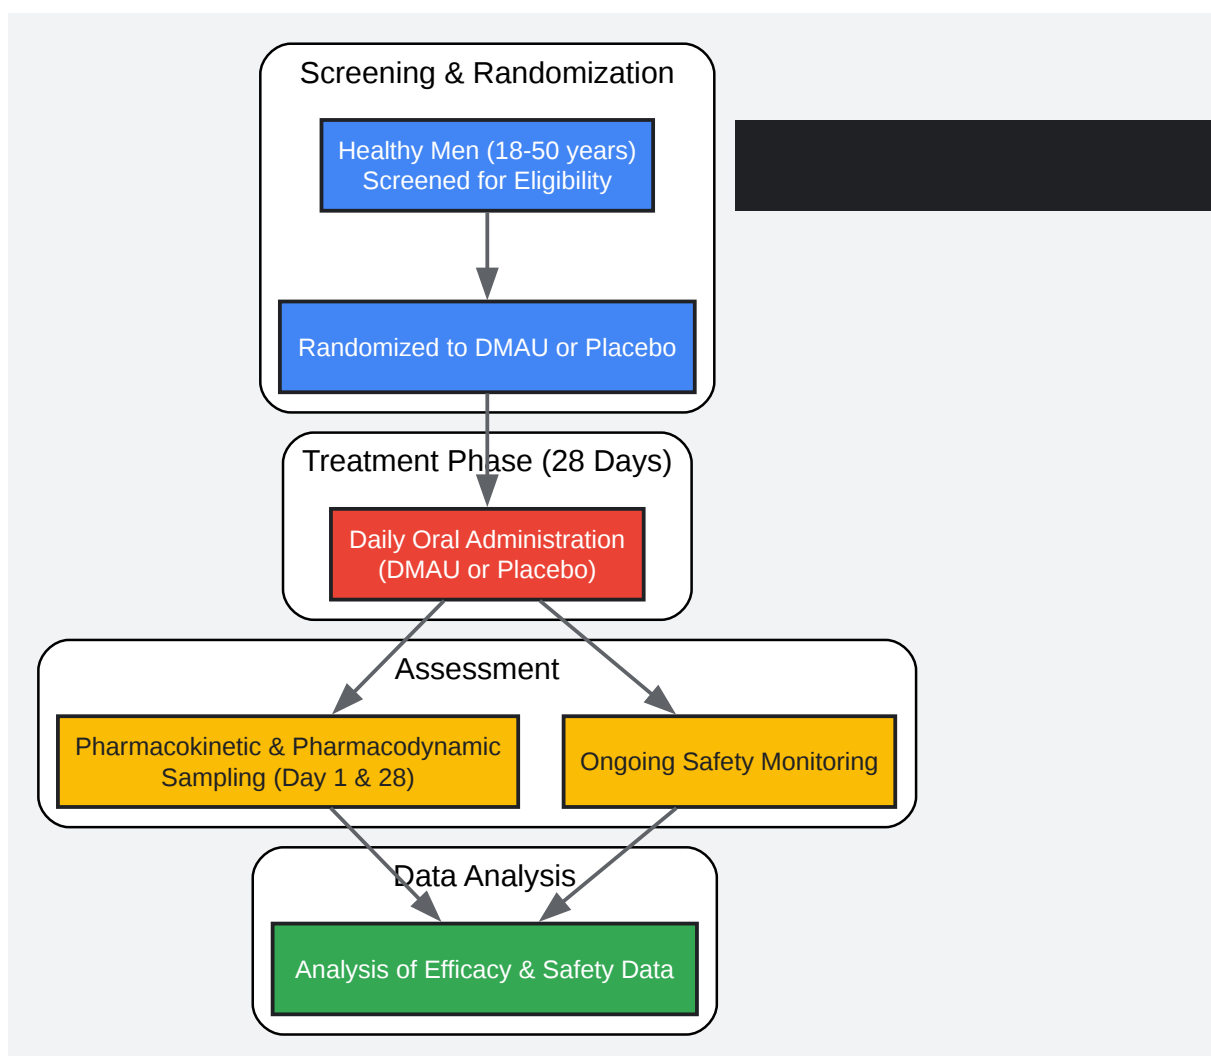 Screening & Randomization
Healthy Men (18-50 years)
Screened for Eligibility
Randomized to DMAU or Placebo
Treatment Phase (28 Days)
Daily Oral Administration
(DMAU or Placebo)
Assessment
Pharmacokinetic & Pharmacodynamic
Sampling (Day 1 & 28)
Ongoing Safety Monitoring
Data Analysis
Analysis of Efficacy & Safety Data